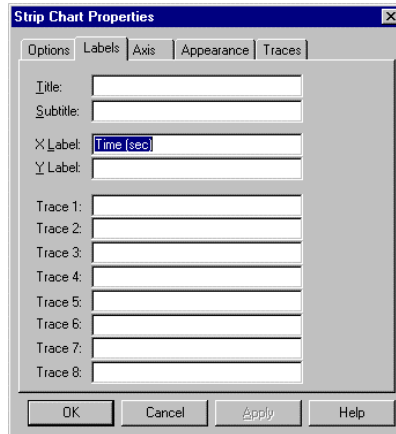 Strip Chart Properties
Options Labels Axis Appearance Traces
Title:
Subtitle:
X Label: Time (sec)
Y Label:
Trace 1:
Trace 2:
Trace 3:
Trace 4:
Trace 5:
Trace 6:
Trace 7:
Trace 8:
OK Cancel Apply Help